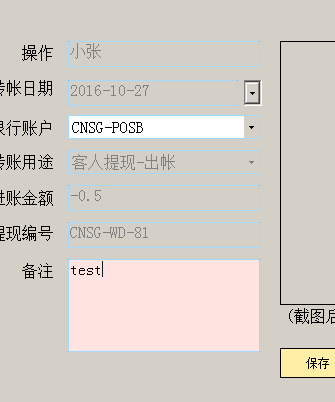 操作 小张
转帐日期 2016-10-27
银行账户 CNSG-POSB
转账用途 客人提现-出帐
进账金额 -0.5
提现编号 CNSG-WD-81
备注 test
(截图后
保存